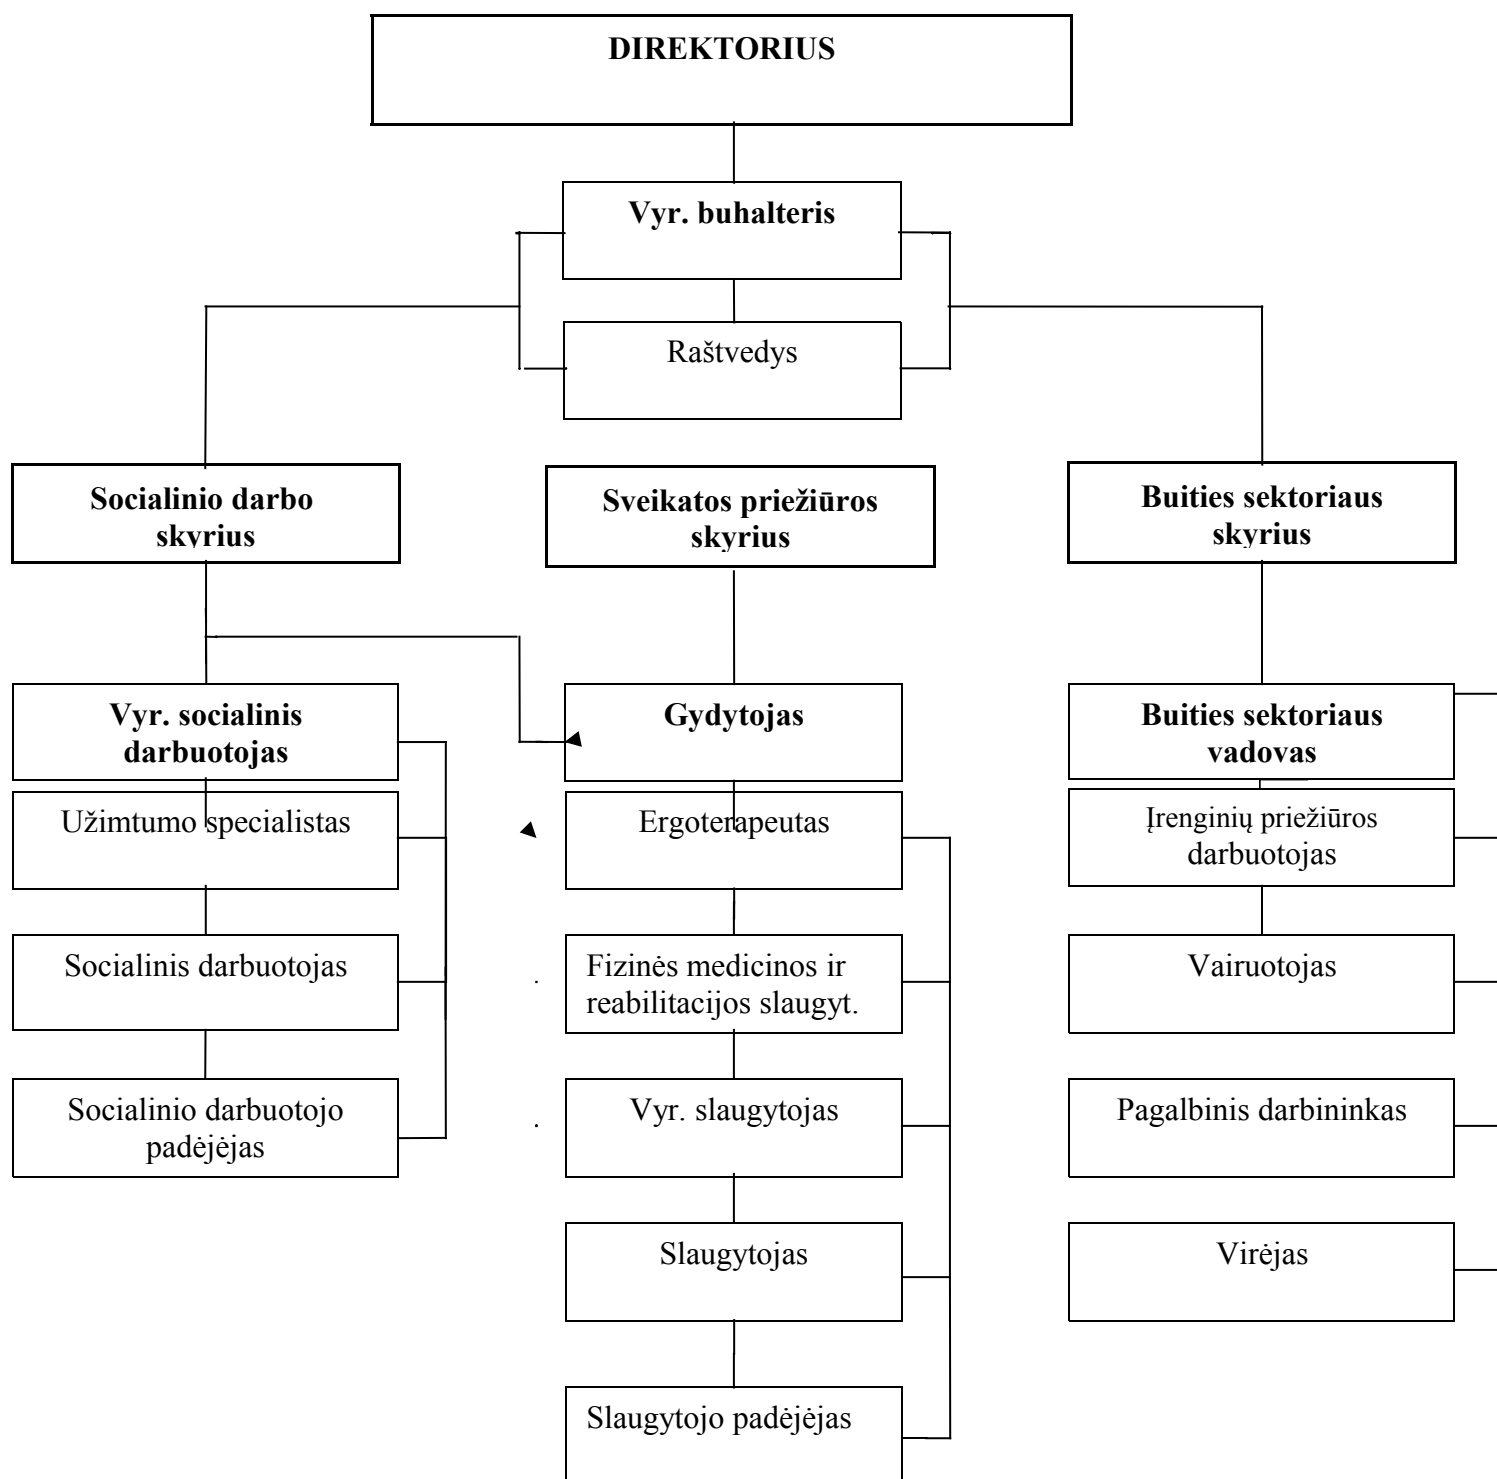 DIREKTORIUS
Vyr. buhalteris
Raštvedys
Socialinio darbo
skyrius
Sveikatos priežiūros
skyrius
Buities sektoriaus
skyrius
Vyr. socialinis
darbuotojas
Gydytojas
Buities sektoriaus
vadovas
Užimtumo specialistas
Ergoterapeutas
Įrenginių priežiūros
darbuotojas
Socialinis darbuotojas
Fizinės medicinos ir
reabilitacijos slaugyt.
Vairuotojas
Socialinio darbuotojo
padėjėjas
Vyr. slaugytojas
Pagalbinis darbininkas
Slaugytojas
Virėjas
Slaugytojo padėjėjas